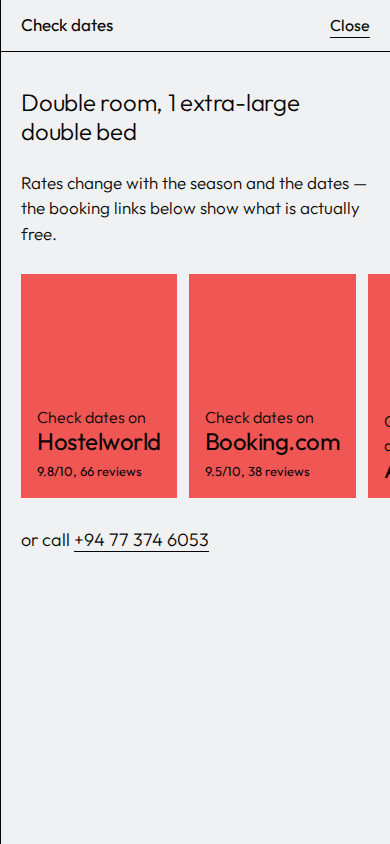 Check dates
Close
Double room, 1 extra-large
double bed
Rates change with the season and the dates —
the booking links below show what is actually
free.
Check dates on
Hostelworld
9.8/10, 66 reviews
Check dates on
Booking.com
9.5/10, 38 reviews
or call +94 77 374 6053